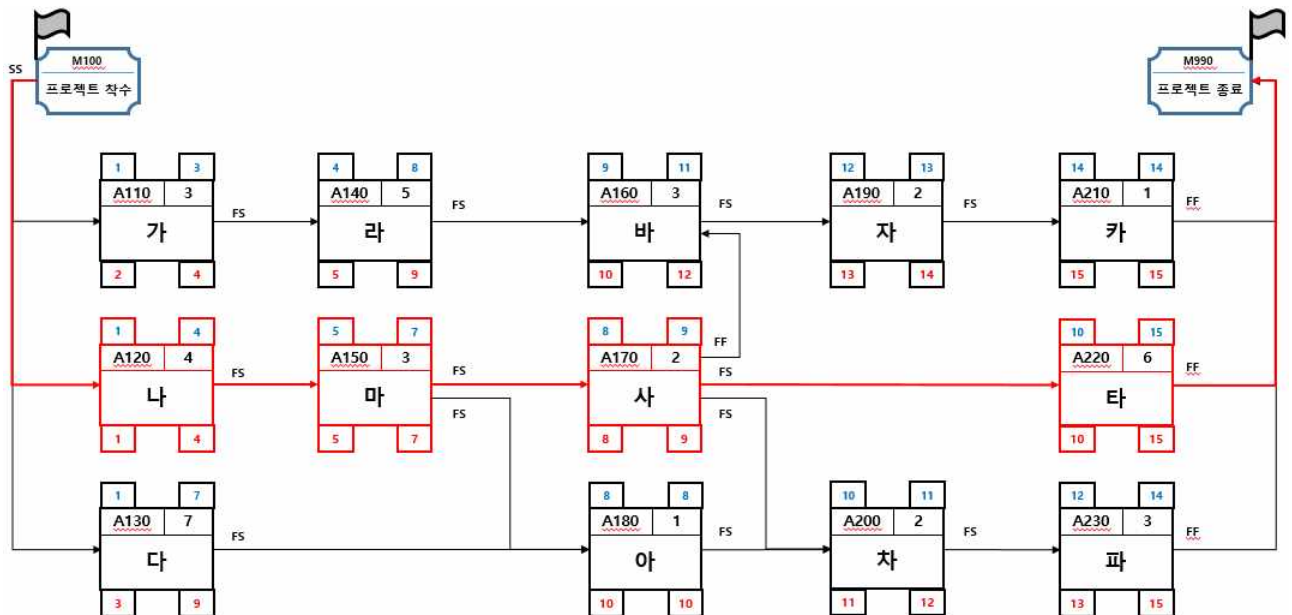 M100
프로젝트 착수
SS
M990
프로젝트 종료
1 3
A110 3
가
2 4
FS
4 8
A140 5
라
5 9
FS
9 11
A160 3
바
10 12
FS
12 13
A190 2
자
13 14
FS
14 14
A210 1
카
15 15
FF
1 4
A120 4
나
1 4
FS
5 7
A150 3
마
5 7
FS
FS
8 9
A170 2
사
8 9
FF
FS
FS
10 15
A220 6
타
10 15
FF
1 7
A130 7
다
3 9
FS
8 8
A180 1
아
10 10
FS
10 11
A200 2
차
11 12
FS
12 14
A230 3
파
13 15
FF